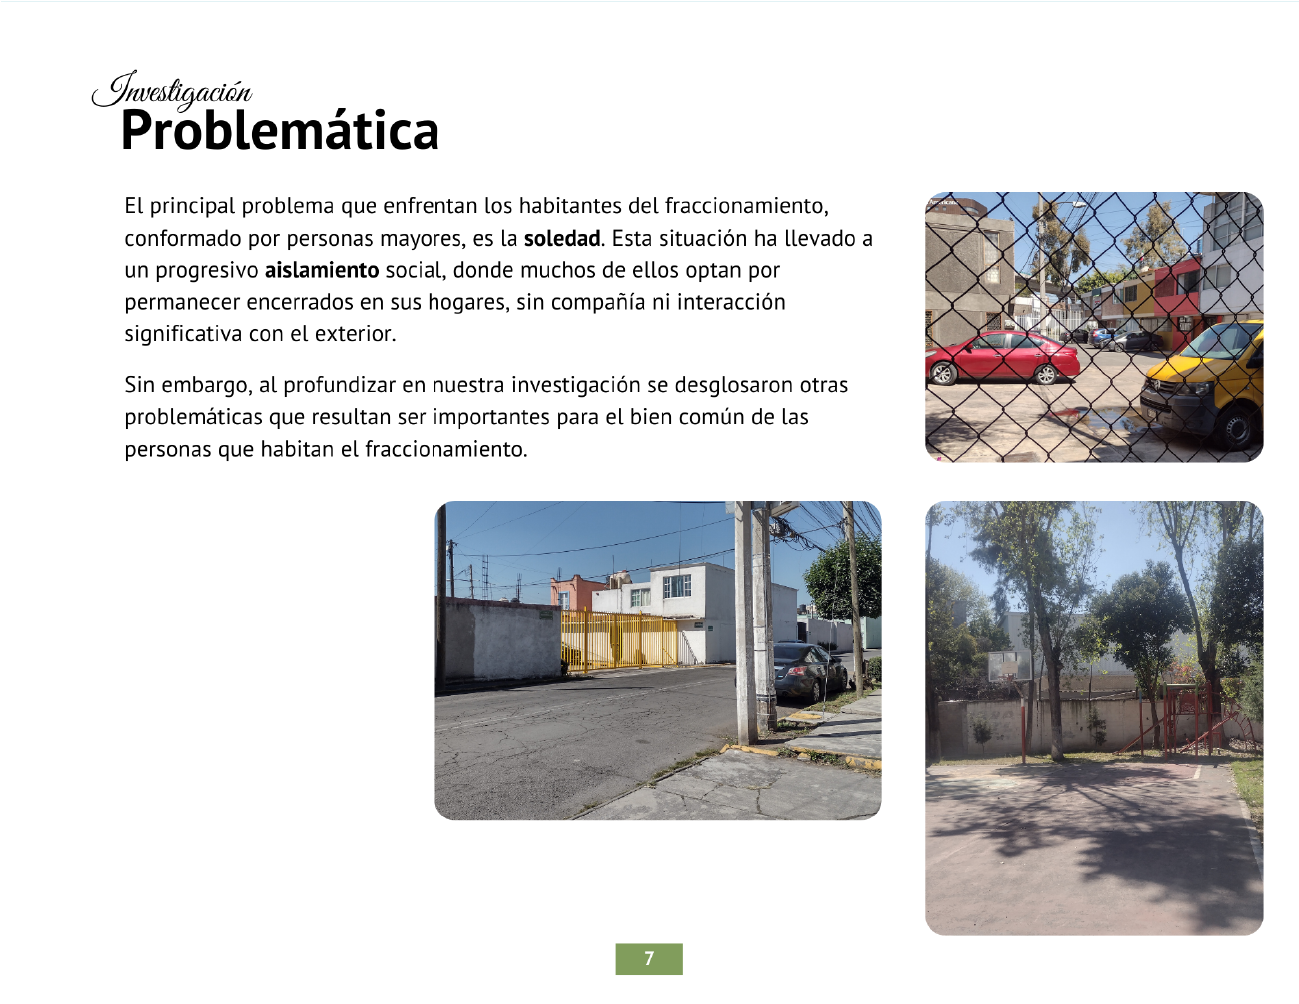 Investigación
Problemática
El principal problema que enfrentan los habitantes del fraccionamiento,
conformado por personas mayores, es la soledad. Esta situación ha llevado a
un progresivo aislamiento social, donde muchos de ellos optan por
permanecer encerrados en sus hogares, sin compañía ni interacción
significativa con el exterior.
Sin embargo, al profundizar en nuestra investigación se desglosaron otras
problemáticas que resultan ser importantes para el bien común de las
personas que habitan el fraccionamiento.
7